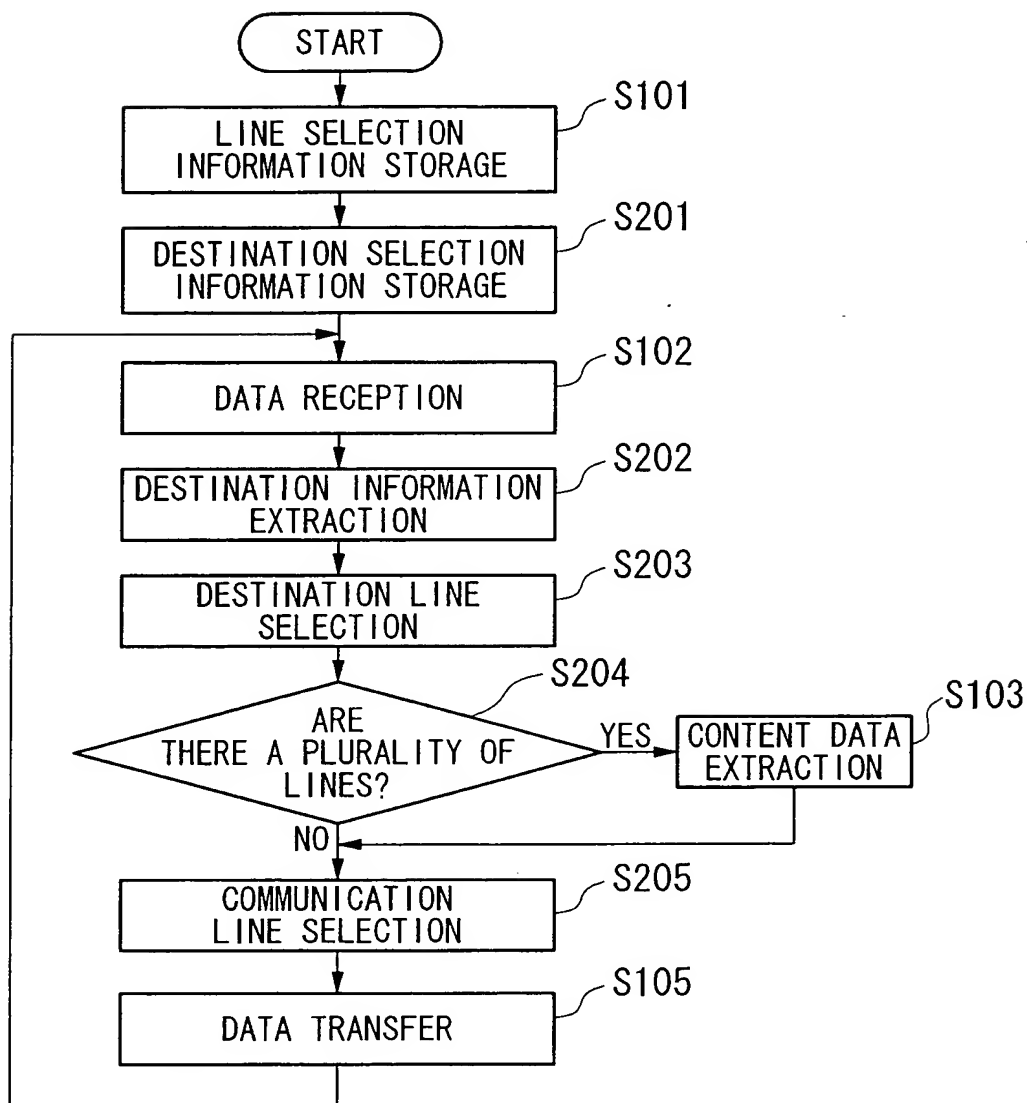 START
S101
LINE SELECTION
INFORMATION STORAGE
S201
DESTINATION SELECTION
INFORMATION STORAGE
S102
DATA RECEPTION
S202
DESTINATION INFORMATION
EXTRACTION
S203
DESTINATION LINE
SELECTION
S204
ARE
THERE A PLURALITY OF
LINES?
YES
S103
CONTENT DATA
EXTRACTION
NO
S205
COMMUNICATION
LINE SELECTION
S105
DATA TRANSFER